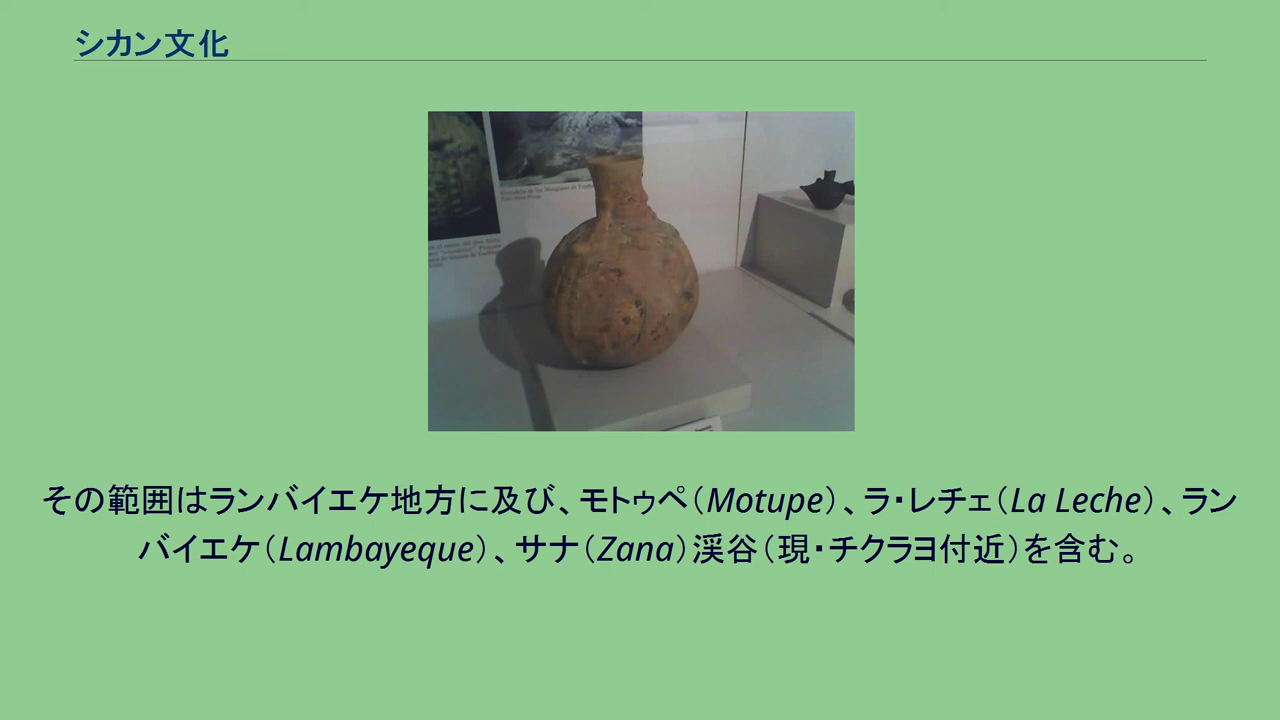 シカン文化
その範囲はランバイエケ地方に及び、モトゥペ（Motupe）、ラ・レチェ（La Leche）、ラン
バイエケ（Lambayeque）、サナ（Zana）渓谷（現・チクラヨ付近）を含む。